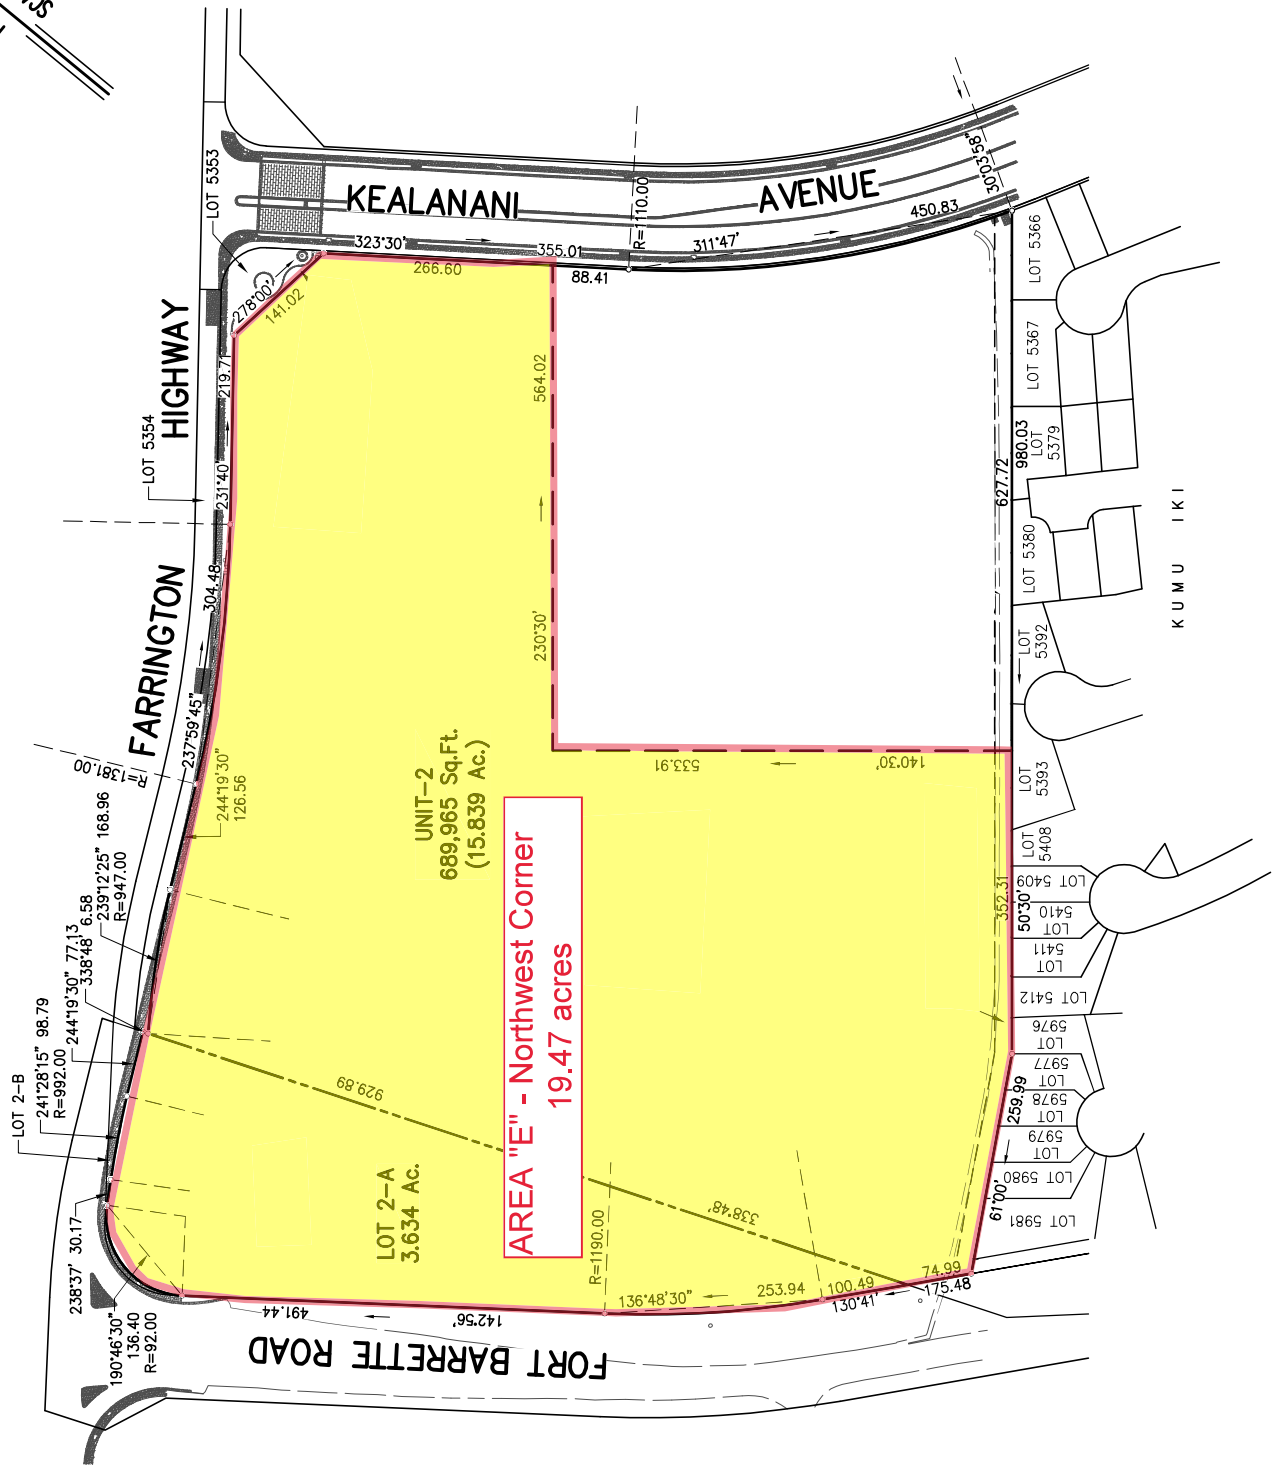 LOT 5353
KEALANANI
AVENUE
30°03'58"
R=1110.00
450.83
323°30'
355.01
311°47'
266.60
88.41
278°00'
141.02
HIGHWAY
219.71
LOT 5354
231°40'
304.48
FARRINGTON
237°59'45"
R=1381.00
244°19'30"
126.56
564.02
230°30'
533.91
140°30'
627.72
980.03
LOT 5366
LOT 5367
LOT
5379
LOT 5380
LOT
5392
LOT
5393
LOT
5408
LOT 5409
LOT
5410
LOT
5411
LOT 5412
LOT
5976
LOT
5977
LOT
5978
LOT
5979
LOT 5980
LOT 5981
KUMU IKI
352.31
50°30'
259.99
61°00'
UNIT-2
689,965 Sq.Ft.
(15.839 Ac.)
AREA "E" - Northwest Corner
19.47 acres
LOT 2-A
3.634 Ac.
929.89
338°48'
239°12'25" 168.96
R=947.00
338°48' 6.58
244°19'30" 77.13
241°28'15" 98.79
R=992.00
LOT 2-B
238°37' 30.17
190°46'30"
136.40
R=92.00
491.44
142°56'
R=1190.00
136°48'30"
253.94
100.49
130°41'
74.99
175.48
FORT BARRETTE ROAD